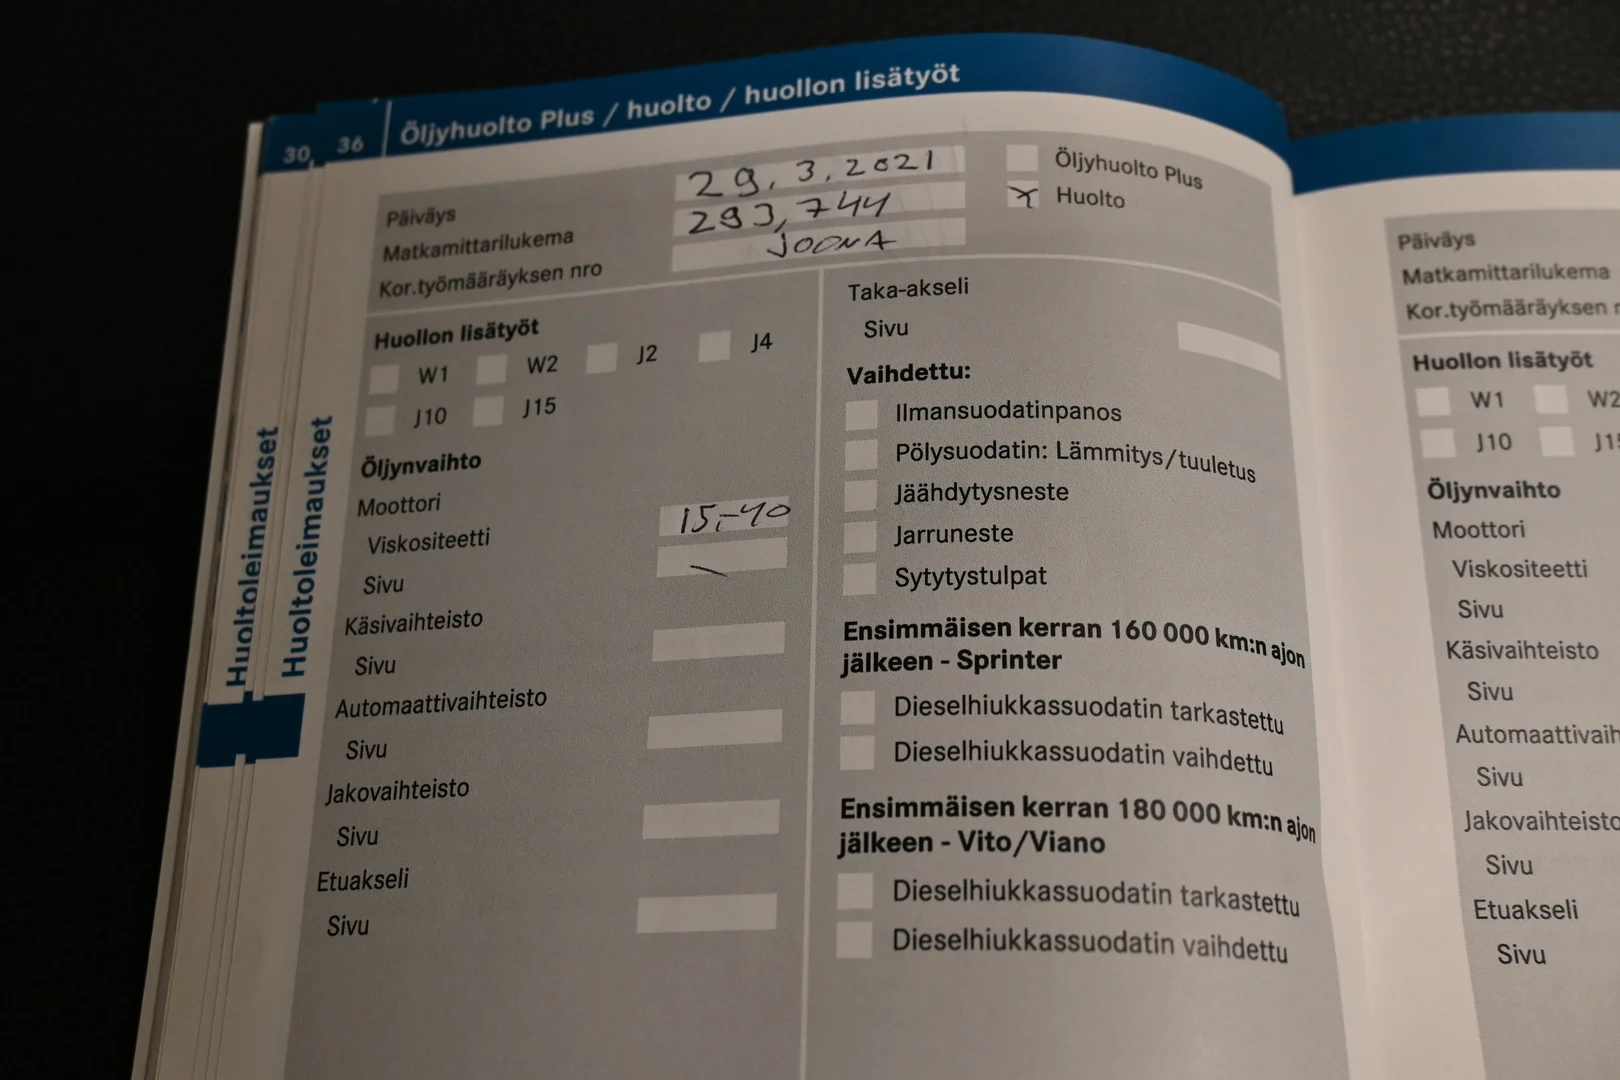 30 36 Öljyhuolto Plus / huolto / huollon lisätyöt
Huoltoleimaukset
Huoltoleimaukset
Päiväys 29.3.2021
Matkamittarilukema 293,744
Kor.työmääräyksen nro JOONA
Öljyhuolto Plus
x Huolto
Huollon lisätyöt
W1 W2 J2 J4
J10 J15
Öljynvaihto
Moottori
Viskositeetti 15-40
Sivu
Käsivaihteisto
Sivu
Automaattivaihteisto
Sivu
Jakovaihteisto
Sivu
Etuakseli
Sivu
Taka-akseli
Sivu
Vaihdettu:
Ilmansuodatinpanos
Pölysuodatin: Lämmitys/tuuletus
Jäähdytysneste
Jarruneste
Sytytystulpat
Ensimmäisen kerran 160 000 km:n ajon
jälkeen - Sprinter
Dieselhiukkassuodatin tarkastettu
Dieselhiukkassuodatin vaihdettu
Ensimmäisen kerran 180 000 km:n ajon
jälkeen - Vito/Viano
Dieselhiukkassuodatin tarkastettu
Dieselhiukkassuodatin vaihdettu
Päiväys
Matkamittarilukema
Kor.työmääräyksen
Huollon lisätyöt
W1 W2
J10
Öljynvaihto
Moottori
Viskositeetti
Sivu
Käsivaihteisto
Sivu
Sivu
Jakovaihteisto
Sivu
Etuakseli
Sivu